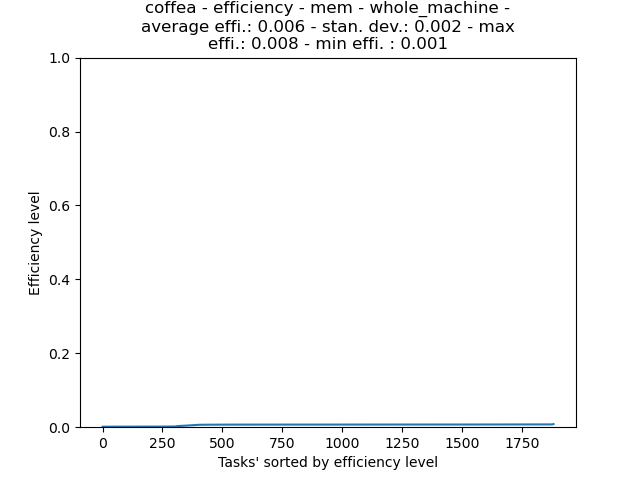 coffea - efficiency - mem - whole_machine -
average effi.: 0.006 - stan. dev.: 0.002 - max
effi.: 0.008 - min effi. : 0.001
1.0
0.8
0.6
0.4
0.2
0.0
Efficiency level
0 250 500 750 1000 1250 1500 1750
Tasks' sorted by efficiency level